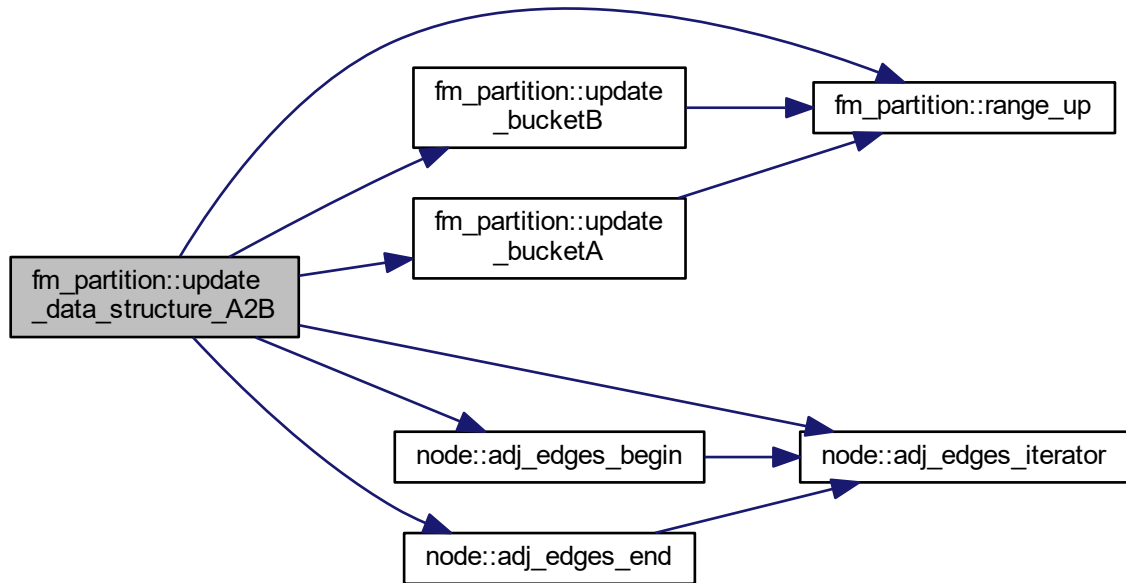 fm_partition::update
_bucketB
fm_partition::range_up
fm_partition::update
_bucketA
fm_partition::update
_data_structure_A2B
node::adj_edges_begin
node::adj_edges_iterator
node::adj_edges_end